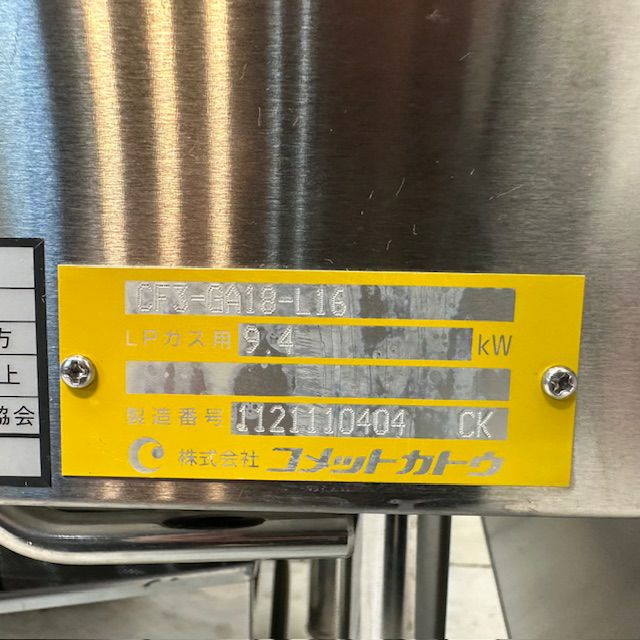 CF3-GA18-L16
LPガス用 9.4 kW
製造番号 1121110404 CK
株式会社 コメットカトウ
方
上
協会